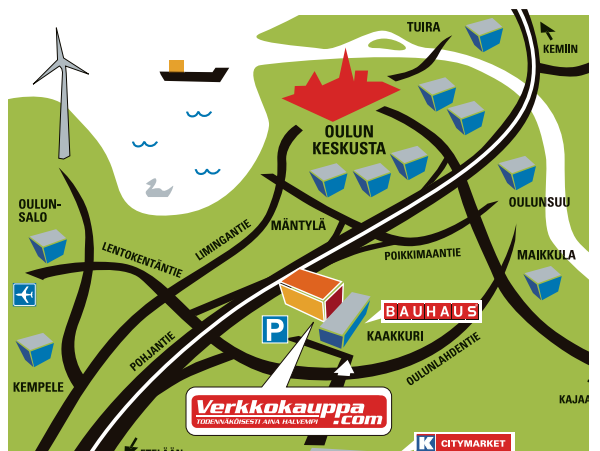 TUIRA
KEMIIN
OULUN
KESKUSTA
OULUN-
SALO
OULUNSUU
LENTOKENTÄNTIE
LIMINGANTIE
MÄNTYLÄ
POIKKIMAANTIE
MAIKKULA
BAUHAUS
P
KAAKKURI
POHJANTIE
OULUNLAHDENTIE
KEMPELE
Verkkokauppa
.com
TODENNÄKÖISESTI AINA HALVEMPI
K CITYMARKET